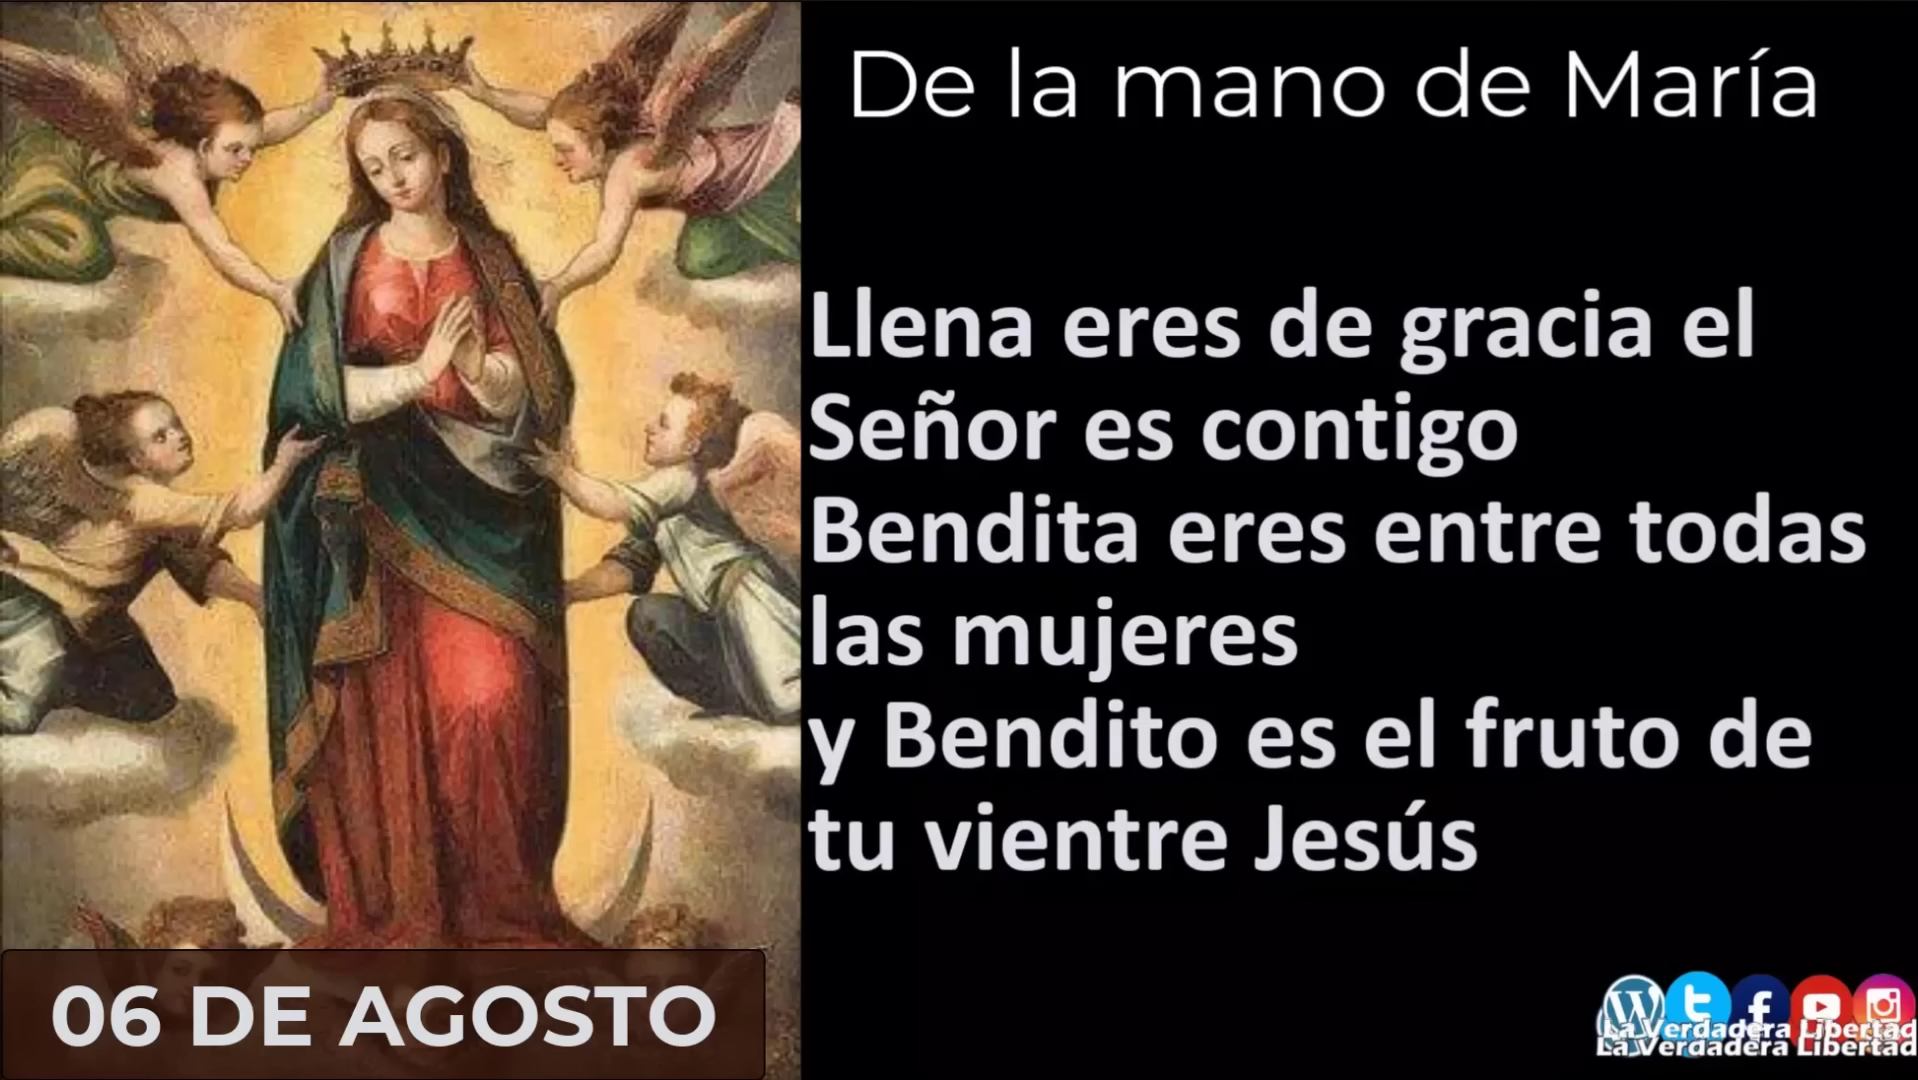 De la mano de María
Llena eres de gracia el
Señor es contigo
Bendita eres entre todas
las mujeres
y Bendito es el fruto de
tu vientre Jesús
06 DE AGOSTO
La Verdadera Libertad
La Verdadera Libertad